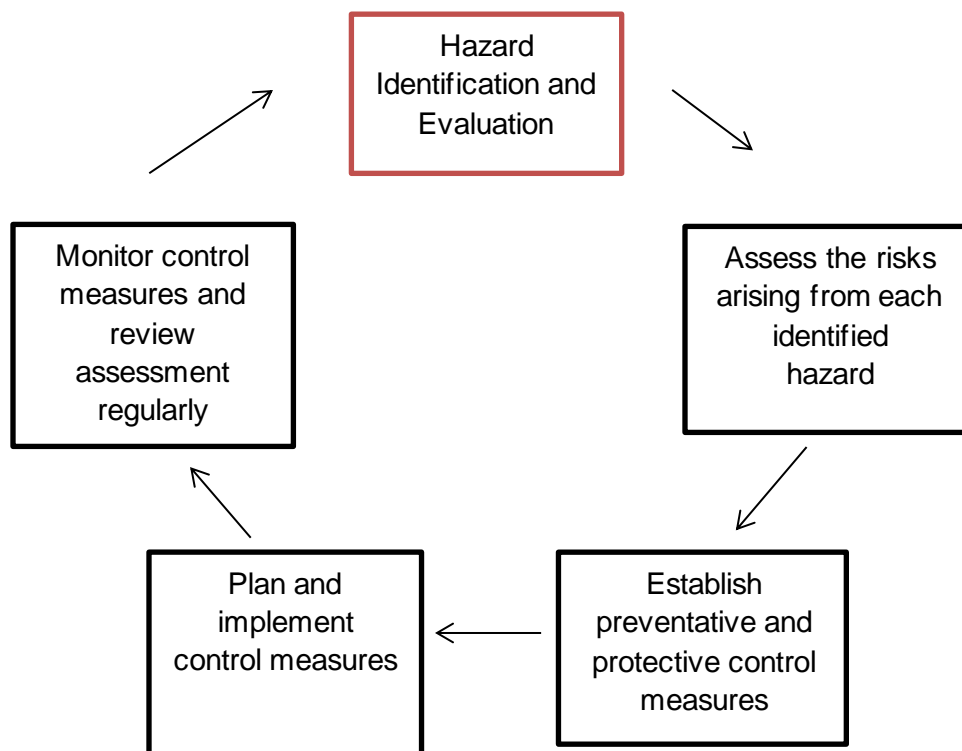 Hazard
Identification and
Evaluation
Assess the risks
arising from each
identified
hazard
Establish
preventative and
protective control
measures
Plan and
implement
control measures
Monitor control
measures and
review
assessment
regularly